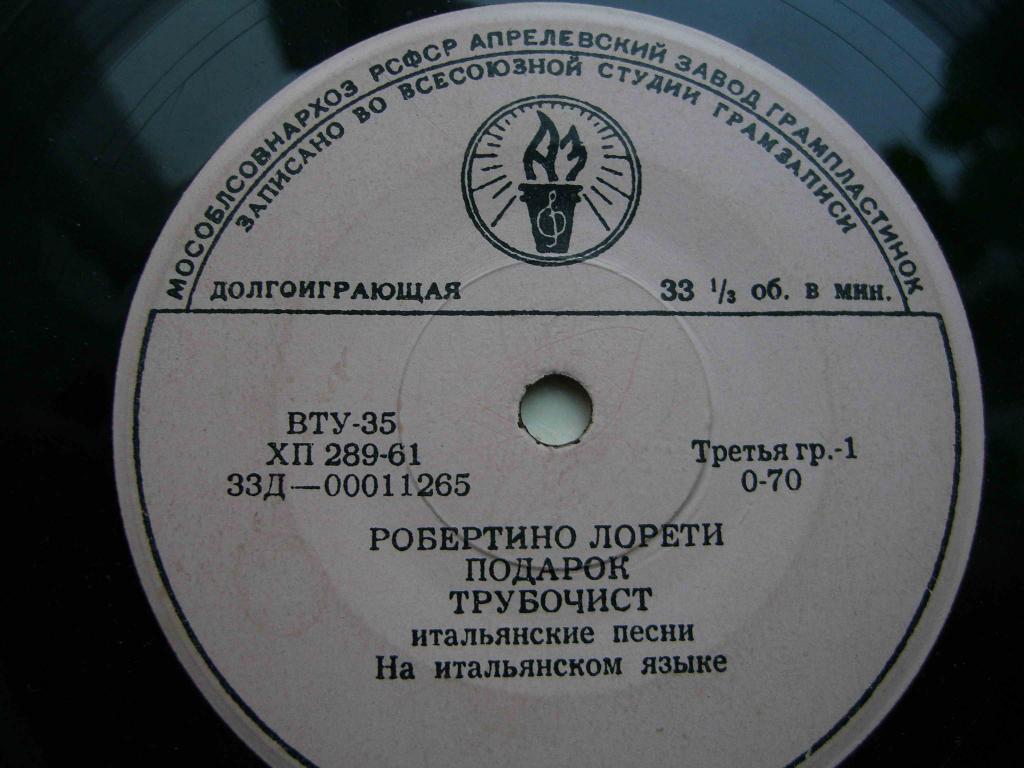 МОСОБЛСОВНАРХОЗ РСФСР АПРЕЛЕВСКИЙ ЗАВОД ГРАМПЛАСТИНОК
ЗАПИСАНО ВО ВСЕСОЮЗНОЙ СТУДИИ ГРАМЗАПИСИ
АЗ
ДОЛГОИГРАЮЩАЯ 33 1/3 об. в мин.
ВТУ-35
ХП 289-61
33Д—00011265
Третья гр.-1
0-70
РОБЕРТИНО ЛОРЕТИ
ПОДАРОК
ТРУБОЧИСТ
итальянские песни
На итальянском языке